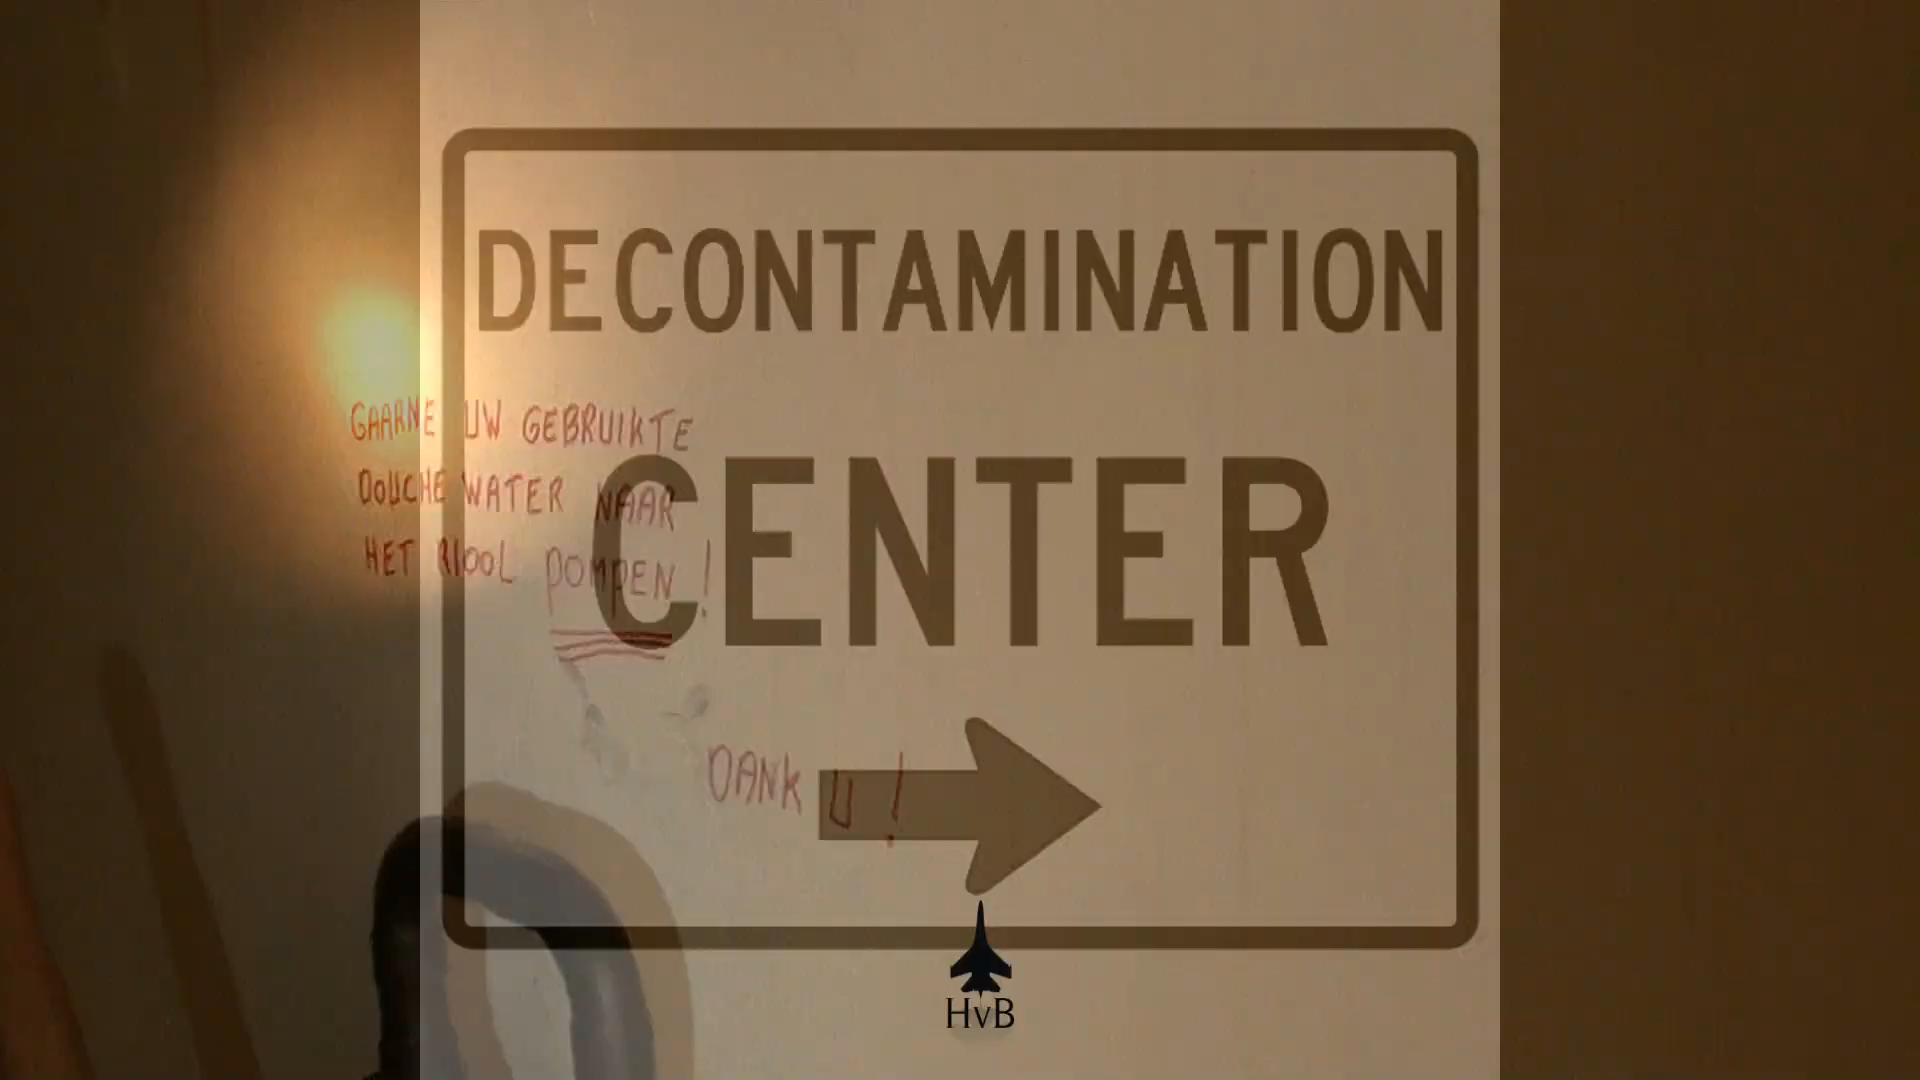 DECONTAMINATION
CENTER
GAARNE UW GEBRUIKTE
DOUCHE WATER NAAR
HET RIOOL POMPEN!
DANK U!
HvB